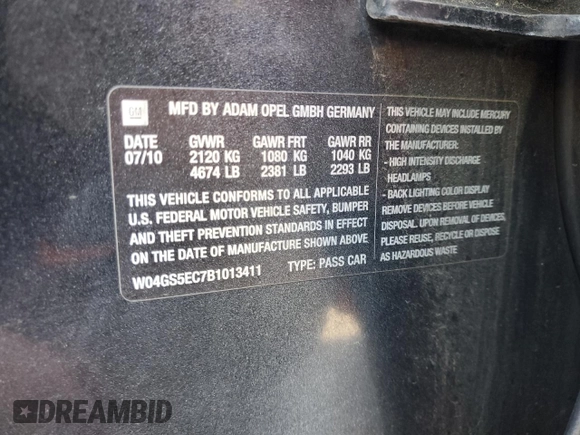 GM
MFD BY ADAM OPEL GMBH GERMANY
DATE GVWR GAWR FRT GAWR RR
07/10 2120 KG 1080 KG 1040 KG
4674 LB 2381 LB 2293 LB
THIS VEHICLE CONFORMS TO ALL APPLICABLE
U.S. FEDERAL MOTOR VEHICLE SAFETY, BUMPER
AND THEFT PREVENTION STANDARDS IN EFFECT
ON THE DATE OF MANUFACTURE SHOWN ABOVE
W04GS5EC7B1013411 TYPE: PASS CAR
THIS VEHICLE MAY INCLUDE MERCURY
CONTAINING DEVICES INSTALLED BY
THE MANUFACTURER:
- HIGH INTENSITY DISCHARGE
HEADLAMPS
- BACK LIGHTING COLOR DISPLAY
REMOVE DEVICES BEFORE VEHICLE
DISPOSAL. UPON REMOVAL OF DEVICES,
PLEASE REUSE, RECYCLE OR DISPOSE
AS HAZARDOUS WASTE
DREAMBID